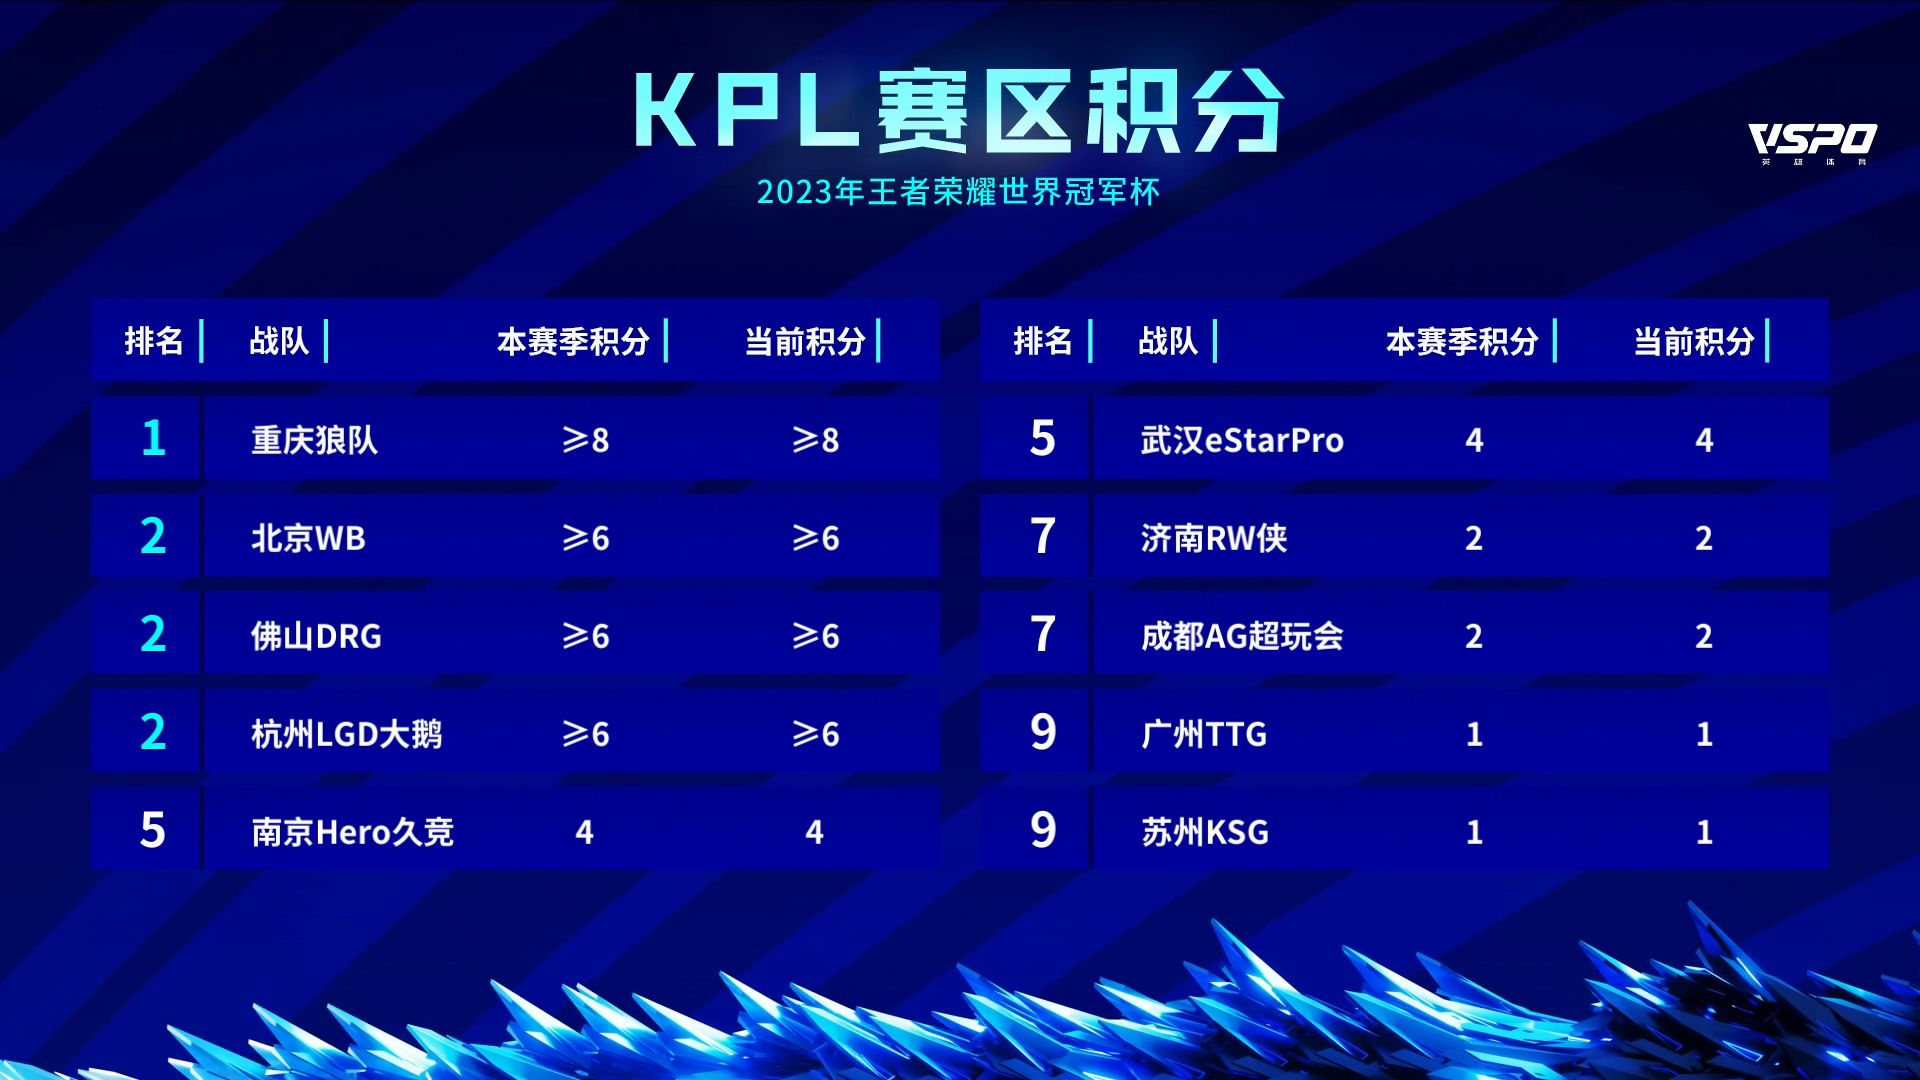 KPL赛区积分
2023年王者荣耀世界冠军杯
VSPO
英雄体育
排名 战队 本赛季积分 当前积分
1 重庆狼队 ⩾8 ⩾8
2 北京WB ⩾6 ⩾6
2 佛山DRG ⩾6 ⩾6
2 杭州LGD大鹅 ⩾6 ⩾6
5 南京Hero久竞 4 4
排名 战队 本赛季积分 当前积分
5 武汉eStarPro 4 4
7 济南RW侠 2 2
7 成都AG超玩会 2 2
9 广州TTG 1 1
9 苏州KSG 1 1